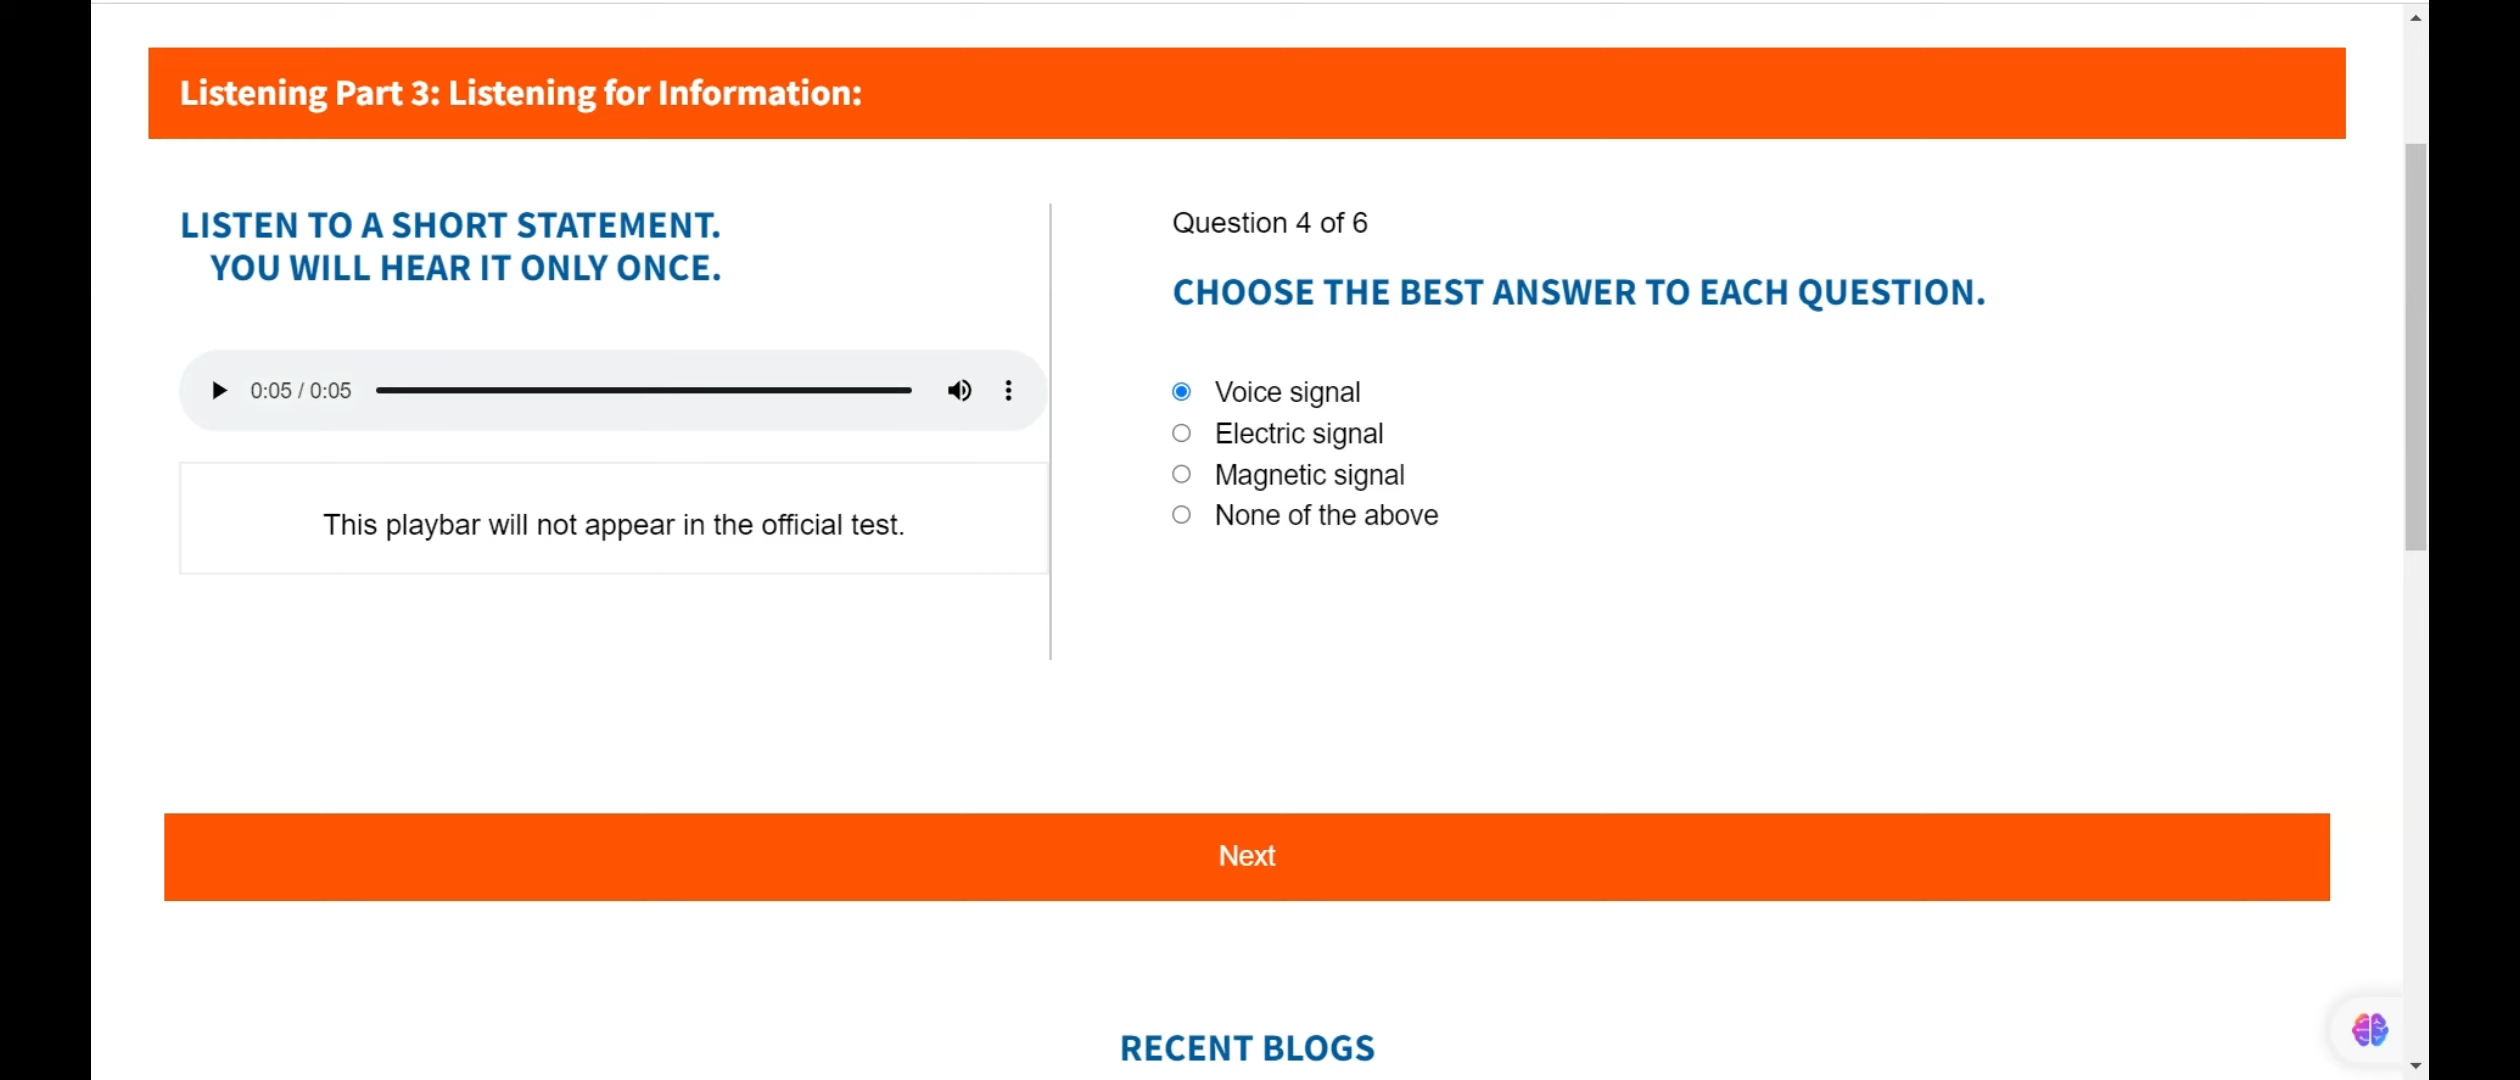 Listening Part 3: Listening for Information:
LISTEN TO A SHORT STATEMENT.
YOU WILL HEAR IT ONLY ONCE.
0:05 / 0:05
This playbar will not appear in the official test.
Question 4 of 6
CHOOSE THE BEST ANSWER TO EACH QUESTION.
Voice signal
Electric signal
Magnetic signal
None of the above
Next
RECENT BLOGS